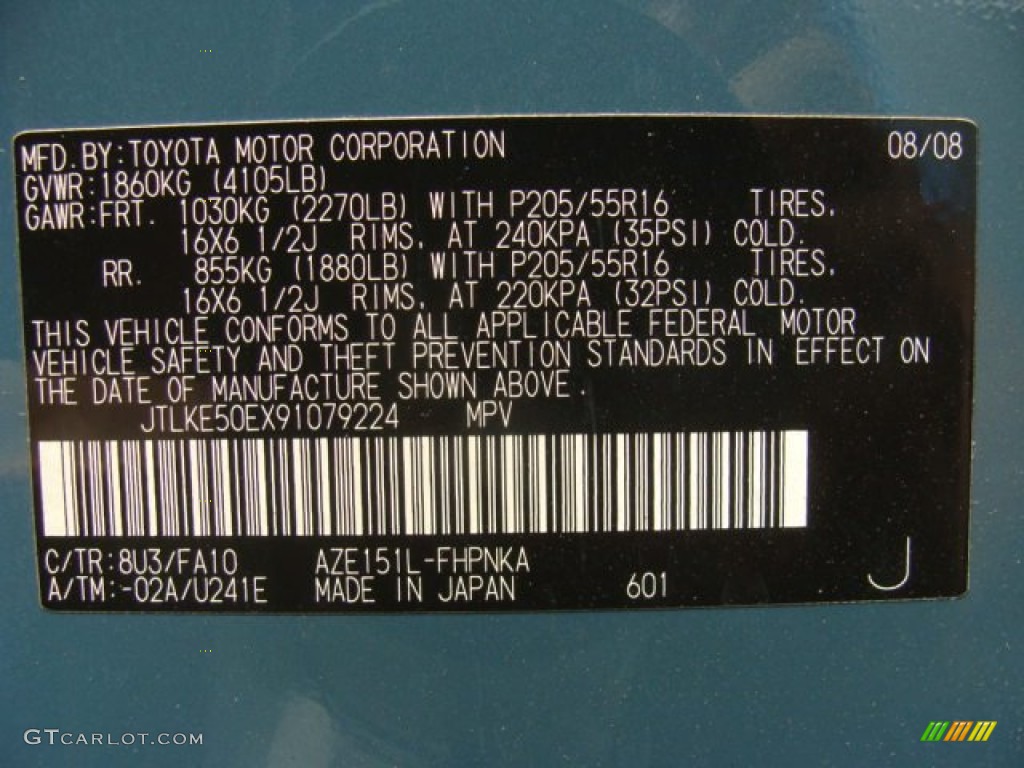 MFD.BY:TOYOTA MOTOR CORPORATION 08/08
GVWR:1860KG (4105LB)
GAWR:FRT. 1030KG (2270LB) WITH P205/55R16 TIRES,
16X6 1/2J RIMS, AT 240KPA (35PSI) COLD.
RR. 855KG (1880LB) WITH P205/55R16 TIRES,
16X6 1/2J RIMS, AT 220KPA (32PSI) COLD.
THIS VEHICLE CONFORMS TO ALL APPLICABLE FEDERAL MOTOR
VEHICLE SAFETY AND THEFT PREVENTION STANDARDS IN EFFECT ON
THE DATE OF MANUFACTURE SHOWN ABOVE.
JTLKE50EX91079224 MPV
C/TR:8U3/FA10 AZE151L-FHPNKA
A/TM:-02A/U241E MADE IN JAPAN 601 J
GTCARLOT.COM